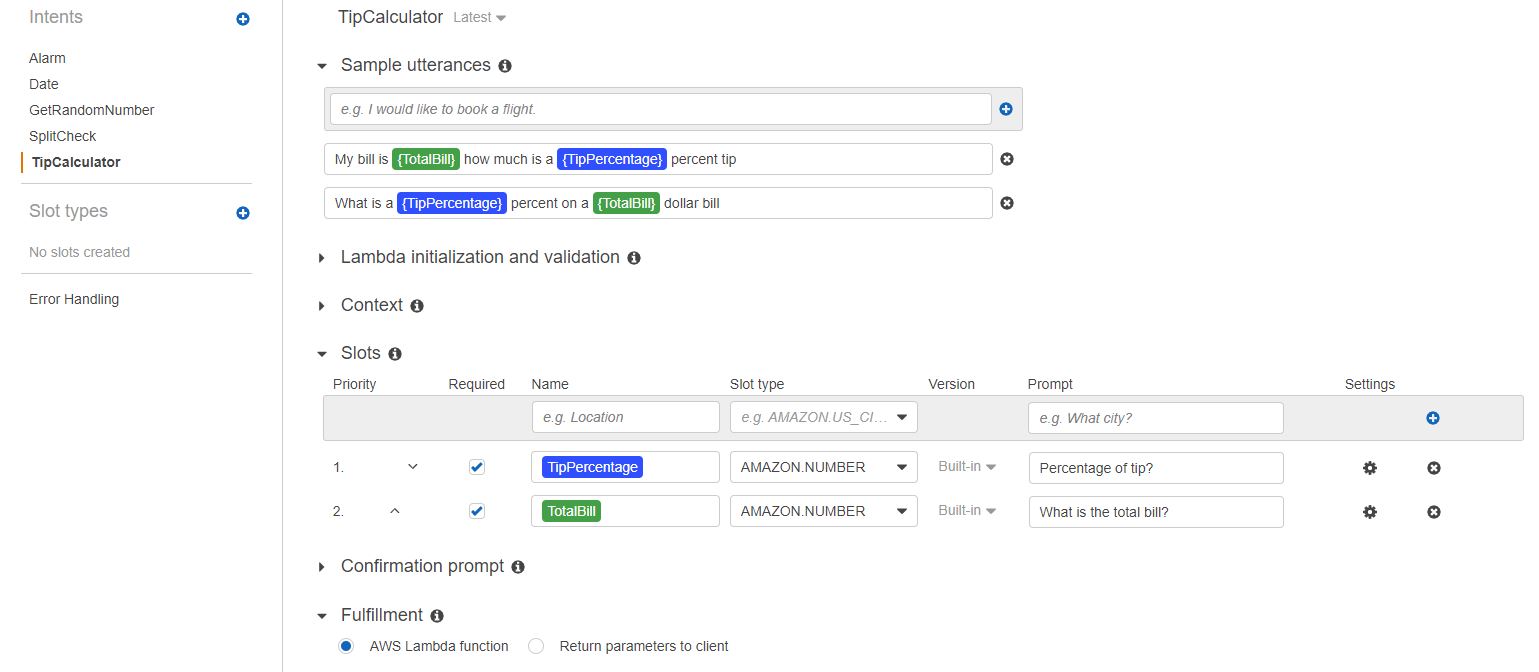 Intents
Alarm
Date
GetRandomNumber
SplitCheck
TipCalculator
Slot types
No slots created
Error Handling
TipCalculator Latest
Sample utterances
e.g. I would like to book a flight.
My bill is {TotalBill} how much is a {TipPercentage} percent tip
What is a {TipPercentage} percent on a {TotalBill} dollar bill
Lambda initialization and validation
Context
Slots
Priority Required Name Slot type Version Prompt Settings
e.g. Location e.g. AMAZON.US_CI... e.g. What city?
1. TipPercentage AMAZON.NUMBER Built-in Percentage of tip?
2. TotalBill AMAZON.NUMBER Built-in What is the total bill?
Confirmation prompt
Fulfillment
AWS Lambda function Return parameters to client